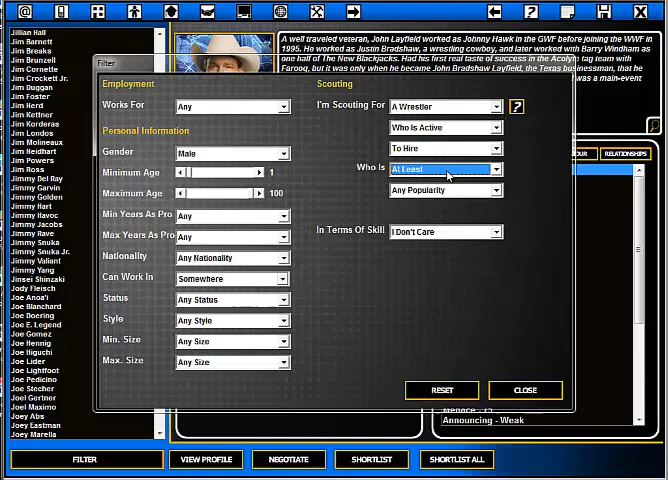 Jillian Hall
Jim Barnett
Jim Breaks
Jim Brunzell
Jim Cornette
Jim Crockett Jr.
Jim Duggan
Jim Foster
Jim Herd
Jim Kettner
Jim Korderas
Jim Londos
Jim Molineaux
Jim Neidhart
Jim Powers
Jim Ross
Jimmy Del Ray
Jimmy Garvin
Jimmy Golden
Jimmy Hart
Jimmy Havoc
Jimmy Jacobs
Jimmy Rave
Jimmy Snuka
Jimmy Snuka Jr.
Jimmy Valiant
Jimmy Yang
Jinsei Shinzaki
Jody Fleisch
Joe Anoa'i
Joe Blanchard
Joe Doering
Joe E. Legend
Joe Gomez
Joe Hennig
Joe Higuchi
Joe Lider
Joe Lightfoot
Joe Pedicino
Joe Stecher
Joel Gertner
Joel Maximo
Joey Abs
Joey Eastman
Joey Marella
A well traveled veteran, John Layfield worked as Johnny Hawk in the GWF before joining the WWF in
1995. He worked as Justin Bradshaw, a wrestling cowboy, and later worked with Barry Windham as
one half of The New Blackjacks. Had his first real taste of success in the Acolyte tag team with
Farooq, but it was only when he became John Bradshaw Layfield, the Texas businessman, that he
was a main-event
OUR
RELATIONSHIPS
Filter
Employment
Works For
Any
Personal Information
Gender
Male
Minimum Age
1
Maximum Age
100
Min Years As Pro
Any
Max Years As Pro
Any
Nationality
Any Nationality
Can Work In
Somewhere
Status
Any Status
Style
Any Style
Min. Size
Any Size
Max. Size
Any Size
Scouting
I'm Scouting For
A Wrestler
?
Who Is Active
To Hire
Who Is
At Least
Any Popularity
In Terms Of Skill
I Don't Care
RESET
CLOSE
Menace - 75
Announcing - Weak
FILTER
VIEW PROFILE
NEGOTIATE
SHORTLIST
SHORTLIST ALL